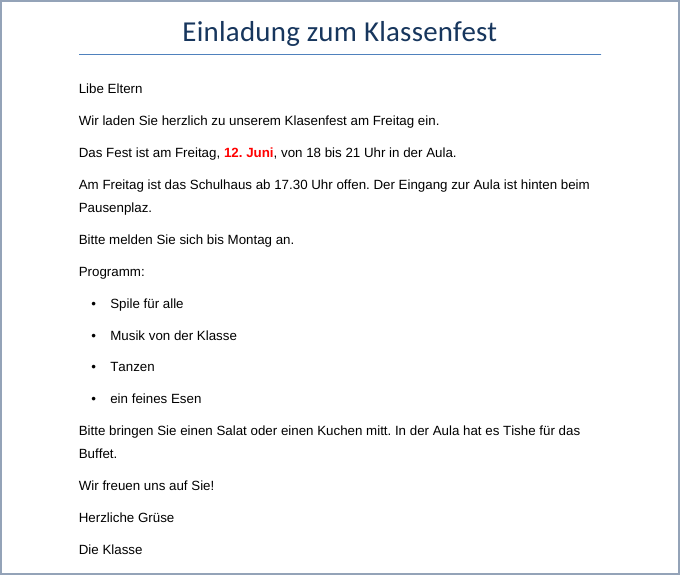 Einladung zum Klassenfest
Libe Eltern
Wir laden Sie herzlich zu unserem Klasenfest am Freitag ein.
Das Fest ist am Freitag, 12. Juni, von 18 bis 21 Uhr in der Aula.
Am Freitag ist das Schulhaus ab 17.30 Uhr offen. Der Eingang zur Aula ist hinten beim
Pausenplaz.
Bitte melden Sie sich bis Montag an.
Programm:
• Spile für alle
• Musik von der Klasse
• Tanzen
• ein feines Esen
Bitte bringen Sie einen Salat oder einen Kuchen mitt. In der Aula hat es Tishe für das
Buffet.
Wir freuen uns auf Sie!
Herzliche Grüse
Die Klasse